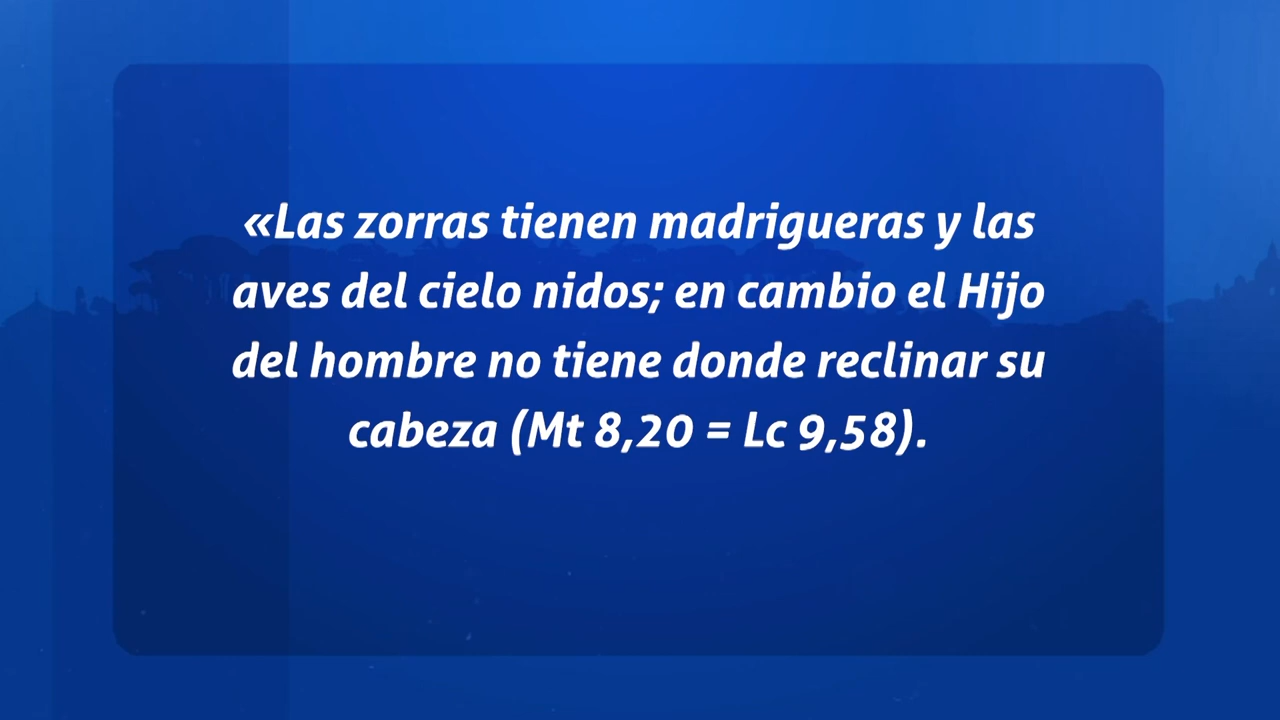 «Las zorras tienen madrigueras y las
aves del cielo nidos; en cambio el Hijo
del hombre no tiene donde reclinar su
cabeza (Mt 8,20 = Lc 9,58).